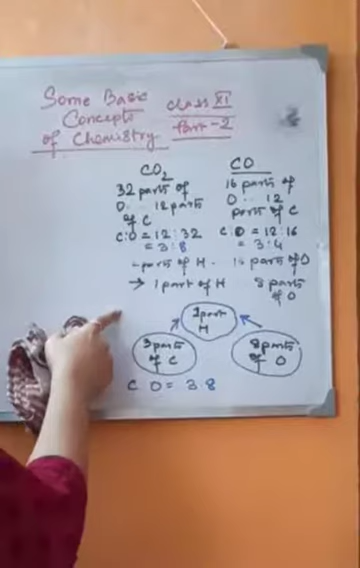 Some Basic
Concepts
of Chemistry
class XI
Part-2
CO2
32 parts of
O... 12 parts
of C
C:O = 12:32
= 3:8
CO
16 parts of
O... 12
parts of C
C:O = 12:16
= 3:4
parts of H. 16 parts of O
→ 1 part of H 8 parts
of O
1 part
H
3 parts
of C
8 parts
of O
C O = 3 8